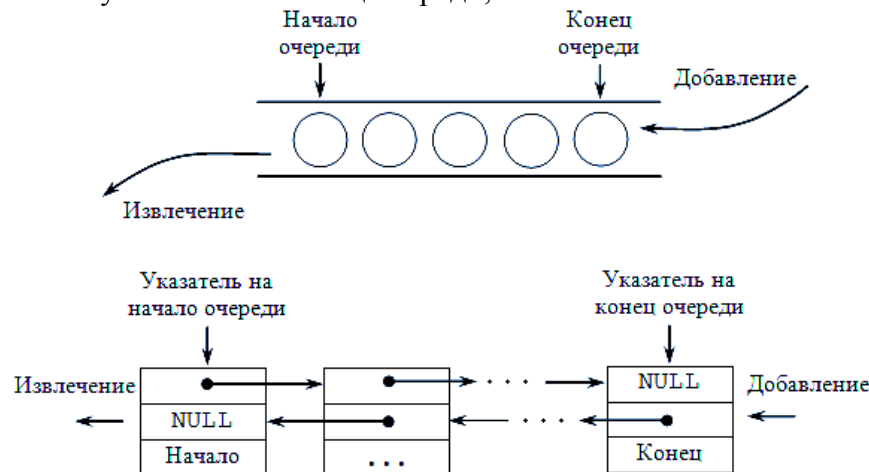 Начало
очереди
Конец
очереди
Добавление
Извлечение
Указатель на
начало очереди
Указатель на
конец очереди
Извлечение
NULL
Добавление
NULL
Начало
...
Конец